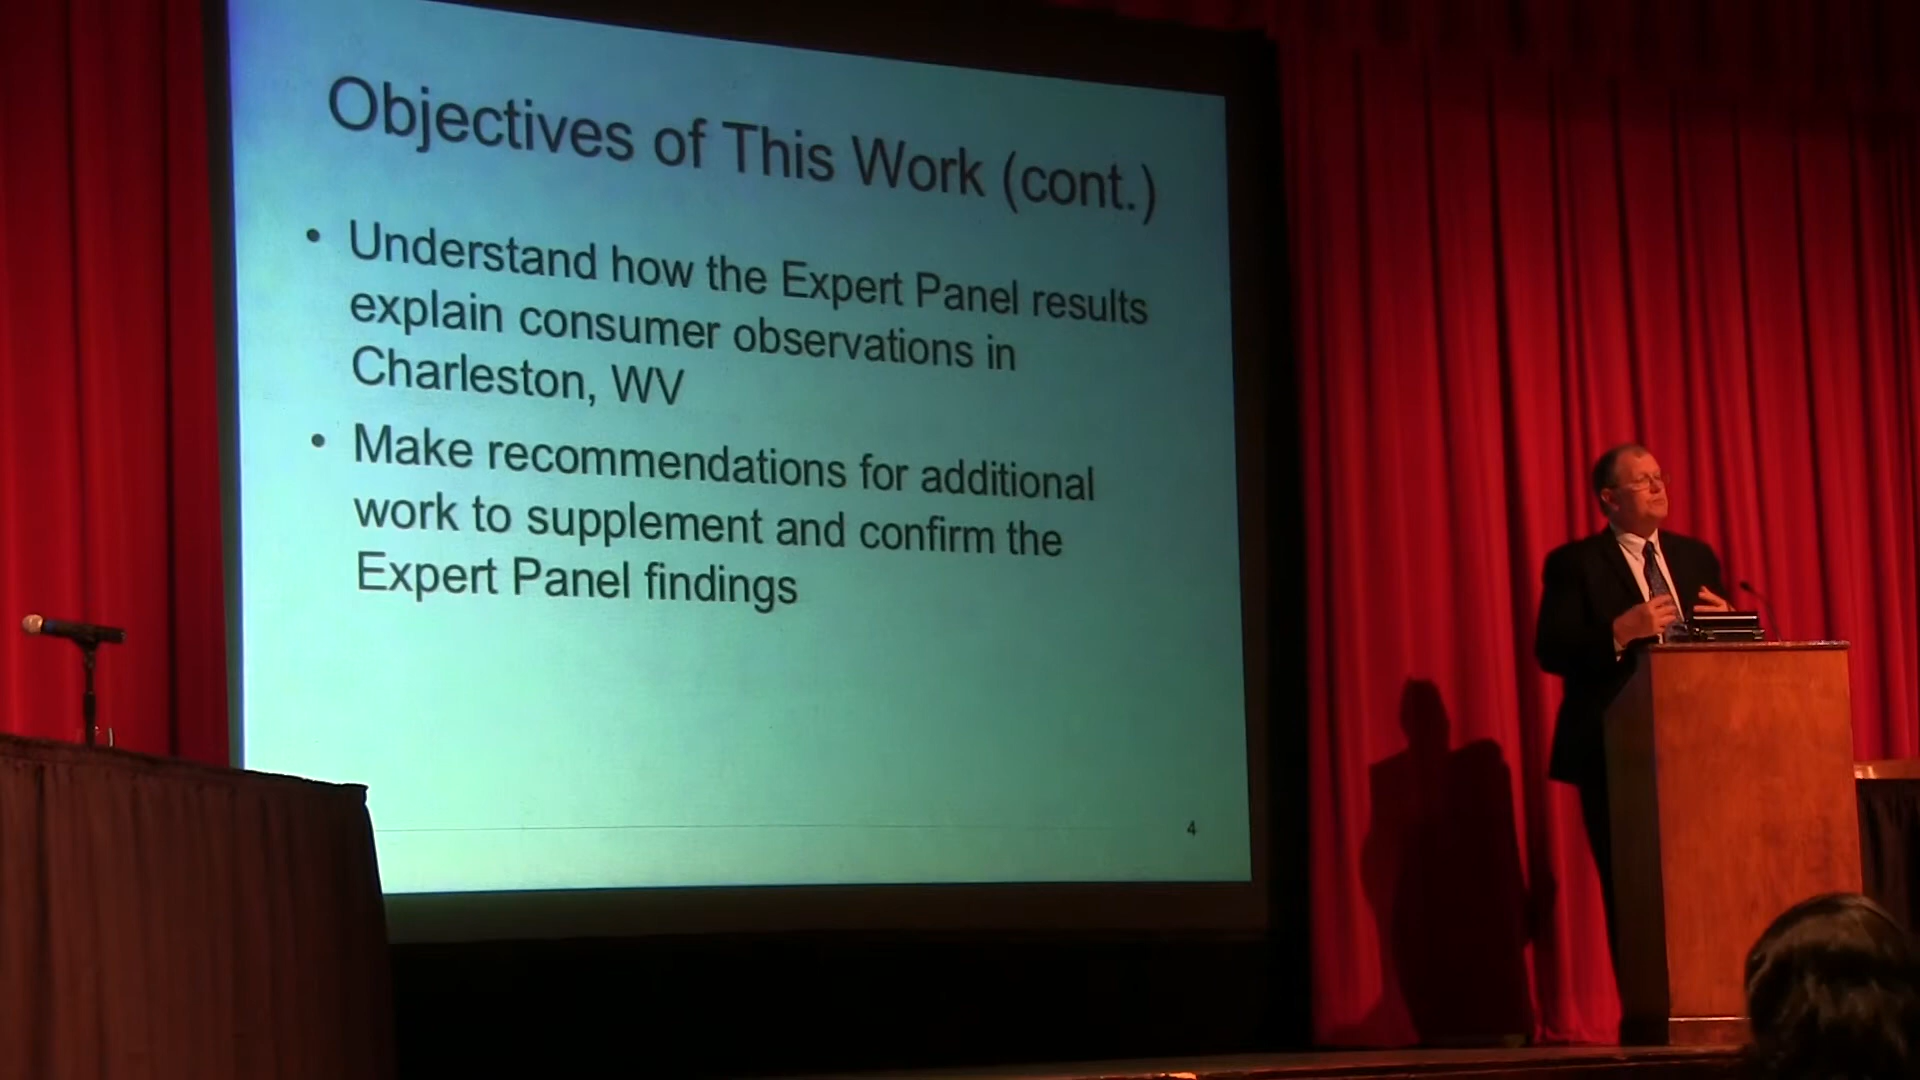 Objectives of This Work (cont.)
• Understand how the Expert Panel results
explain consumer observations in
Charleston, WV
• Make recommendations for additional
work to supplement and confirm the
Expert Panel findings
4